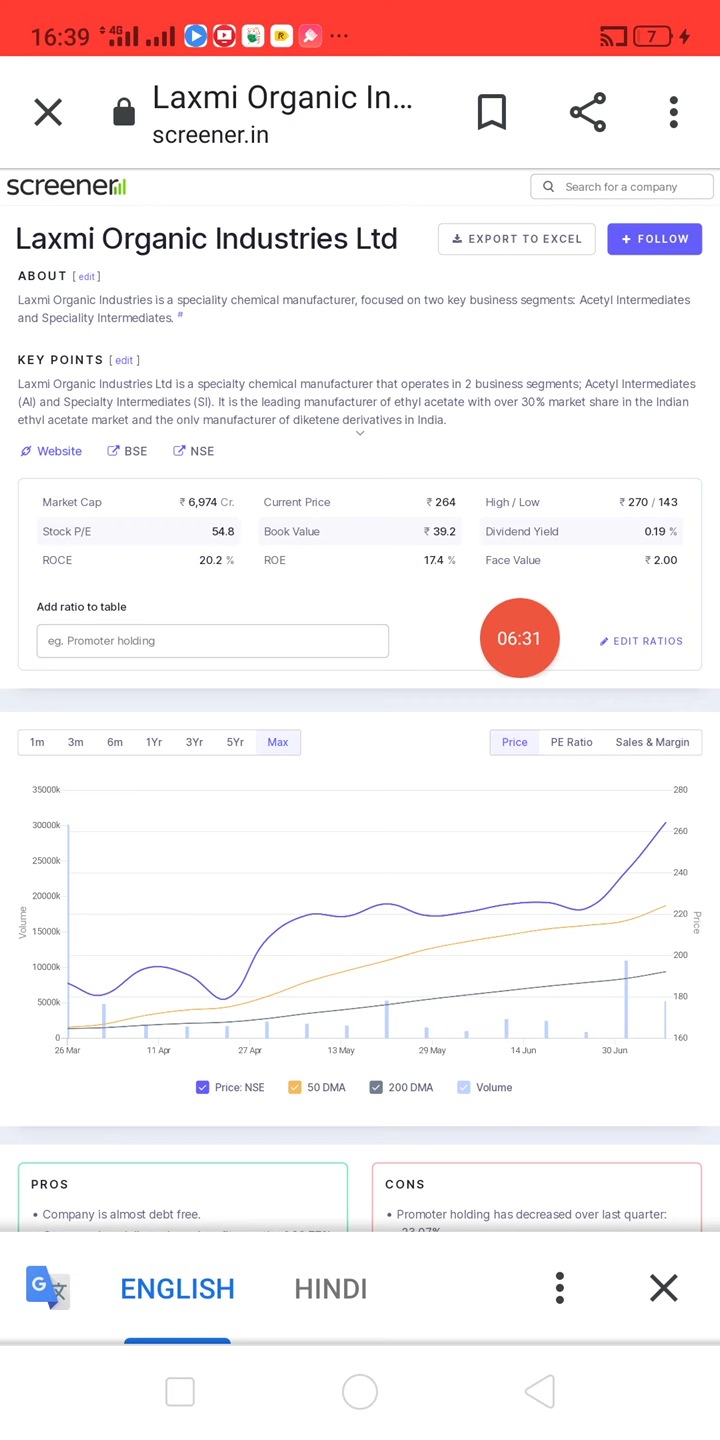 16:39 4G R ··· 7
Laxmi Organic In...
screener.in
screener Search for a company
Laxmi Organic Industries Ltd EXPORT TO EXCEL + FOLLOW
ABOUT [ edit ]
Laxmi Organic Industries is a speciality chemical manufacturer, focused on two key business segments: Acetyl Intermediates
and Speciality Intermediates. #
KEY POINTS [ edit ]
Laxmi Organic Industries Ltd is a specialty chemical manufacturer that operates in 2 business segments; Acetyl Intermediates
(AI) and Specialty Intermediates (SI). It is the leading manufacturer of ethyl acetate with over 30% market share in the Indian
ethyl acetate market and the only manufacturer of diketene derivatives in India.
Website BSE NSE
Market Cap ₹ 6,974 Cr. Current Price ₹ 264 High / Low ₹ 270 / 143
Stock P/E 54.8 Book Value ₹ 39.2 Dividend Yield 0.19 %
ROCE 20.2 % ROE 17.4 % Face Value ₹ 2.00
Add ratio to table
eg. Promoter holding 06:31 EDIT RATIOS
1m 3m 6m 1Yr 3Yr 5Yr Max Price PE Ratio Sales & Margin
35000k 280
30000k 260
25000k 240
20000k 220
15000k 200
10000k 180
5000k 160
0
Volume
Price
26 Mar 11 Apr 27 Apr 13 May 29 May 14 Jun 30 Jun
Price: NSE 50 DMA 200 DMA Volume
PROS
• Company is almost debt free.
CONS
• Promoter holding has decreased over last quarter:
G 文 ENGLISH HINDI